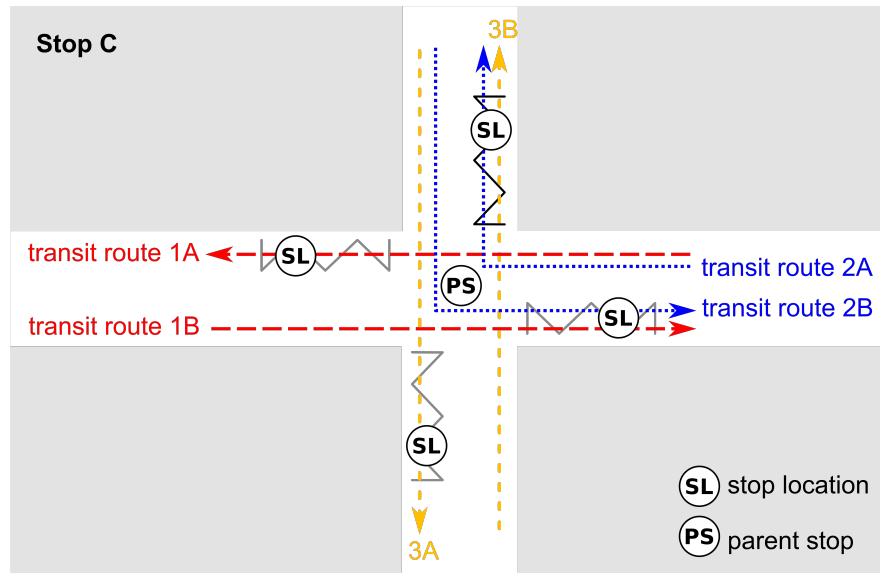 Stop C
3B
SL
transit route 1A
SL
transit route 2A
PS
transit route 2B
transit route 1B
SL
SL
SL stop location
3A
PS parent stop